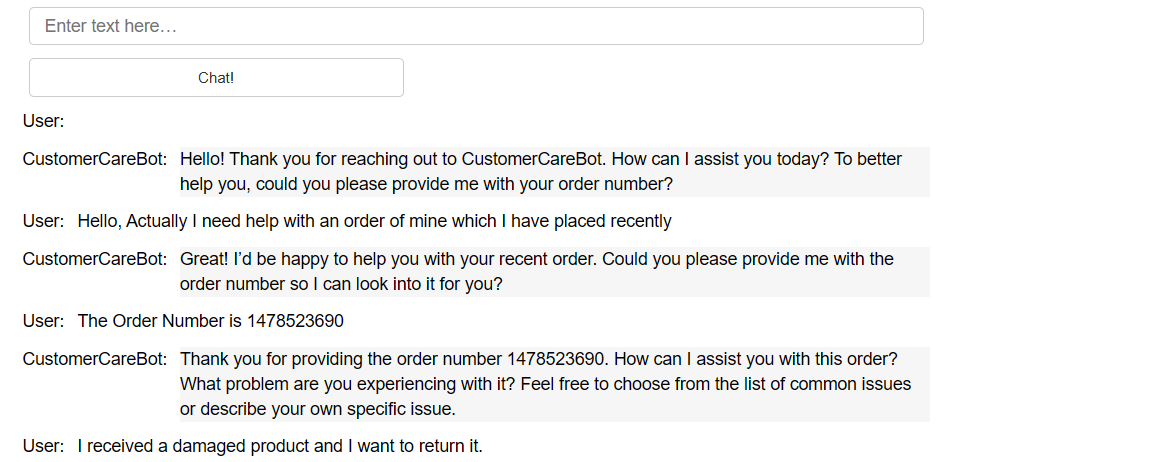 Enter text here…
Chat!
User:
CustomerCareBot: Hello! Thank you for reaching out to CustomerCareBot. How can I assist you today? To better
help you, could you please provide me with your order number?
User: Hello, Actually I need help with an order of mine which I have placed recently
CustomerCareBot: Great! I’d be happy to help you with your recent order. Could you please provide me with the
order number so I can look into it for you?
User: The Order Number is 1478523690
CustomerCareBot: Thank you for providing the order number 1478523690. How can I assist you with this order?
What problem are you experiencing with it? Feel free to choose from the list of common issues
or describe your own specific issue.
User: I received a damaged product and I want to return it.